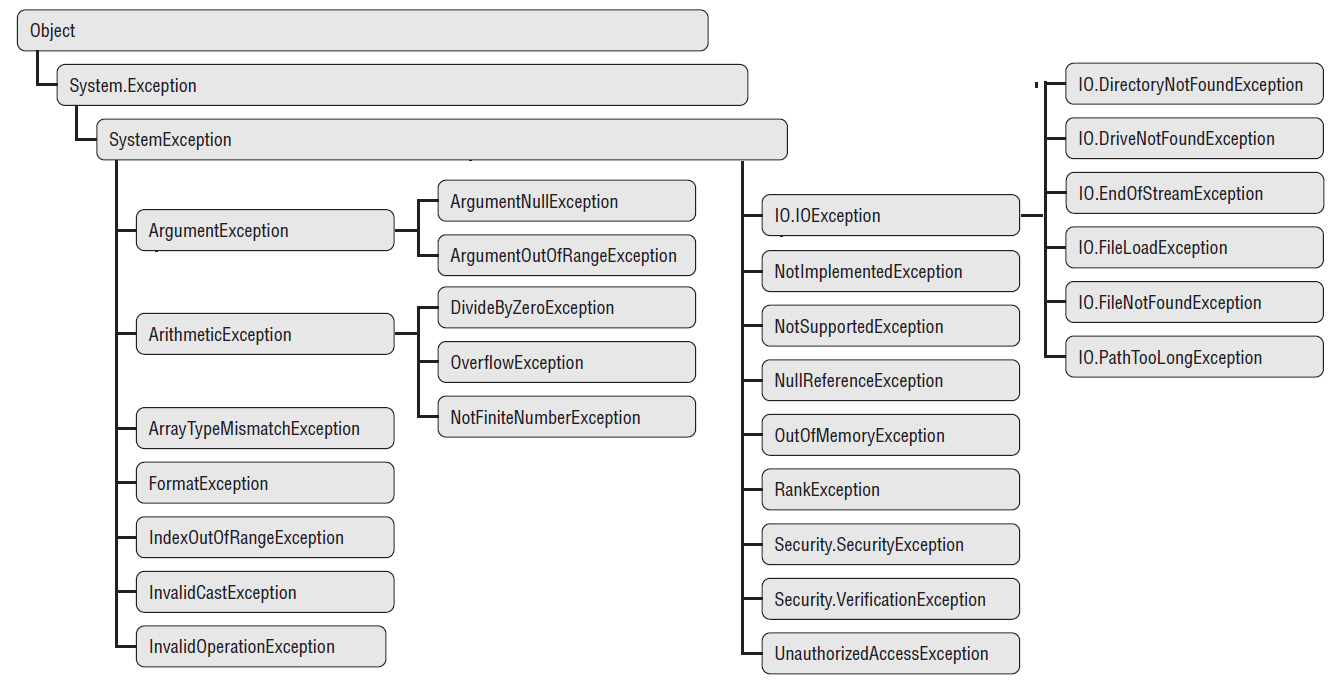 Object
System.Exception
SystemException
ArgumentException
ArgumentNullException
ArgumentOutOfRangeException
ArithmeticException
DivideByZeroException
OverflowException
NotFiniteNumberException
ArrayTypeMismatchException
FormatException
IndexOutOfRangeException
InvalidCastException
InvalidOperationException
IO.IOException
NotImplementedException
NotSupportedException
NullReferenceException
OutOfMemoryException
RankException
Security.SecurityException
Security.VerificationException
UnauthorizedAccessException
IO.DirectoryNotFoundException
IO.DriveNotFoundException
IO.EndOfStreamException
IO.FileLoadException
IO.FileNotFoundException
IO.PathTooLongException